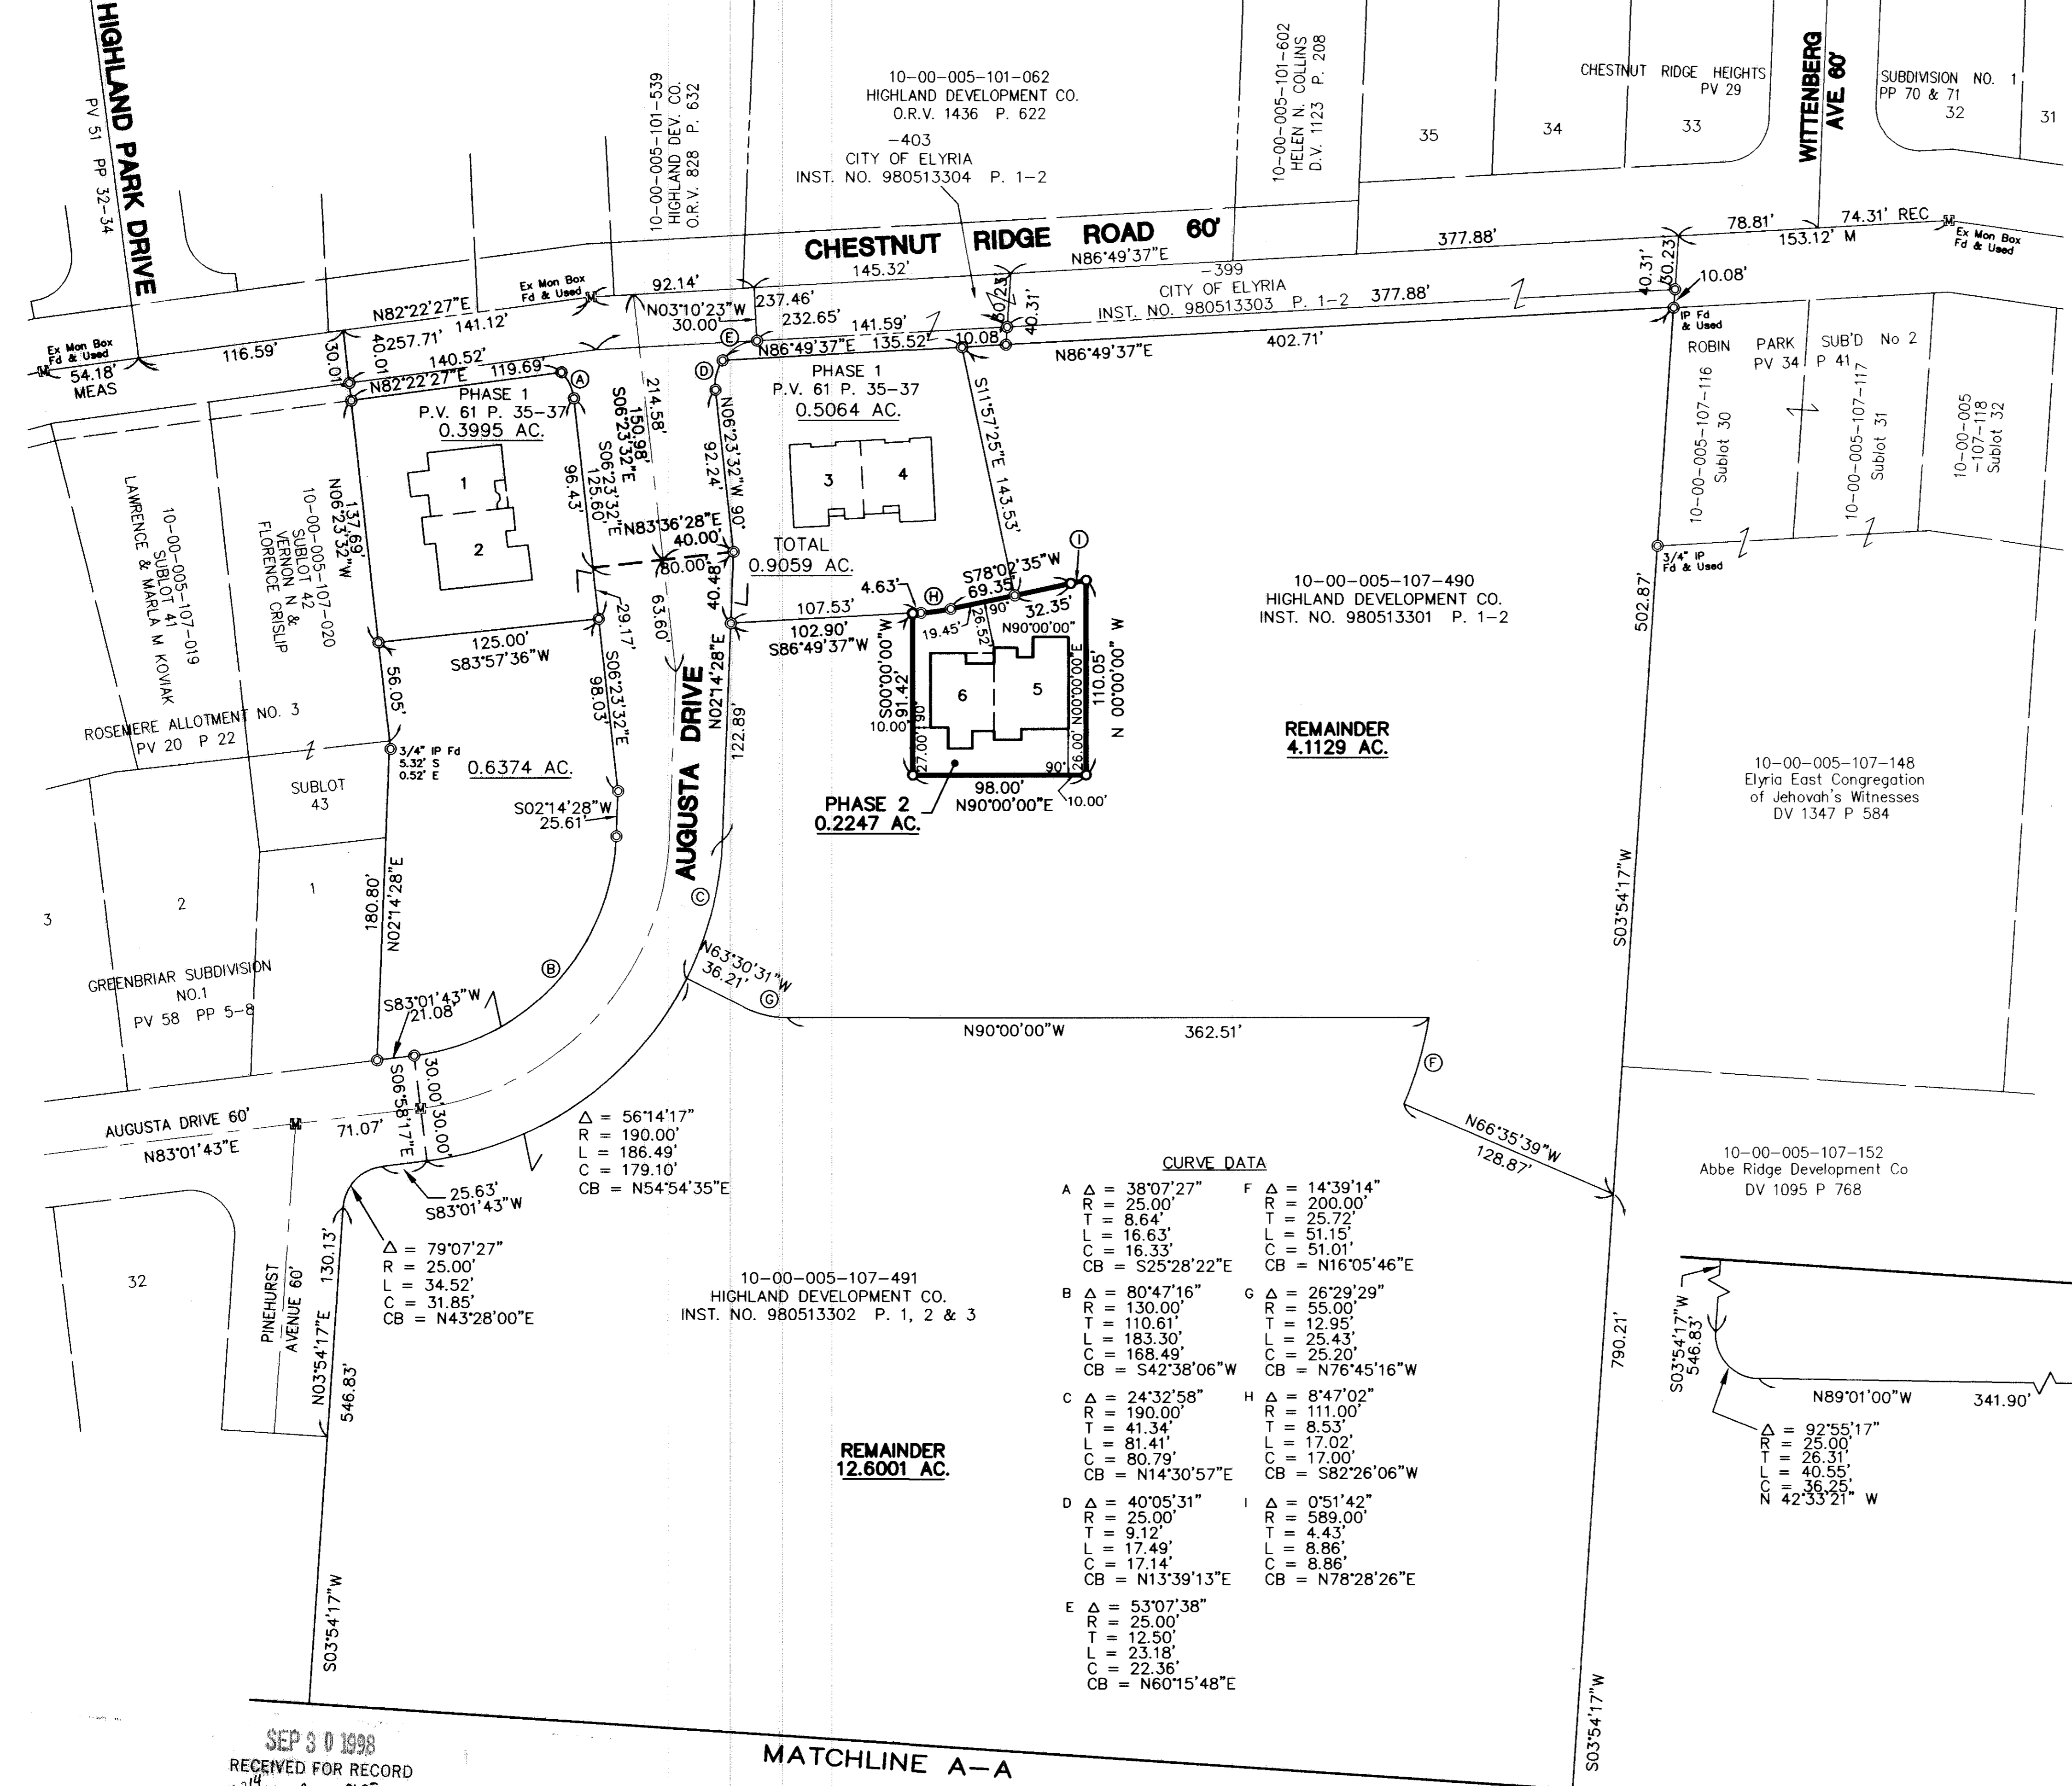 HIGHLAND PARK DRIVE
PV 51 PP 32-34
10-00-005-101-539
HIGHLAND DEV. CO.
O.R.V. 828 P. 632
10-00-005-101-062
HIGHLAND DEVELOPMENT CO.
O.R.V. 1436 P. 622
-403
CITY OF ELYRIA
INST. NO. 980513304 P. 1-2
10-00-005-101-602
HELEN N. COLLINS
D.V. 1123 P. 208
CHESTNUT RIDGE HEIGHTS
PV 29
SUBDIVISION NO. 1
PP 70 & 71
35
34
33
32
31
WITTENBERG
AVE 60'
CHESTNUT RIDGE ROAD 60'
N86°49'37"E
377.88'
78.81'
74.31' REC
153.12' M
Ex Mon Box
Fd & Used
Ex Mon Box
Fd & Used
Ex Mon Box
Fd & Used
54.18'
MEAS
116.59'
N82°22'27"E
141.12'
257.71'
92.14'
145.32'
N03°10'23"W
30.00'
237.46'
232.65'
141.59'
N86°49'37"E 135.52'
10.08'
30.23'
40.31'
-399
CITY OF ELYRIA
INST. NO. 980513303 P. 1-2
377.88'
N86°49'37"E
402.71'
40.31'
30.23'
10.08'
IP Fd
& Used
30.01'
40.01'
140.52'
N82°22'27"E 119.69'
A
D
E
PHASE 1
P.V. 61 P. 35-37
0.3995 AC.
1
2
PHASE 1
P.V. 61 P. 35-37
0.5064 AC.
3
4
ROBIN PARK SUB'D No 2
PV 34 P 41
10-00-005-107-116
Sublot 30
10-00-005-107-117
Sublot 31
10-00-005
-107-118
Sublot 32
3/4" IP
Fd & Used
10-00-005-107-019
SUBLOT 41
LAWRENCE & MARLA M KOVIAK
10-00-005-107-020
SUBLOT 42
VERNON N &
FLORENCE CRISLIP
137.69'
N06°23'32"W
96.43'
S06°23'32"E
125.60'
S06°23'32"E
150.98'
214.58'
N06°23'32"W 90'
92.24'
S11°57'25"E 143.53'
N83°36'28"E
40.00'
80.00'
TOTAL
0.9059 AC.
40.48'
29.17'
63.60'
125.00'
S83°57'36"W
107.53'
102.90'
S86°49'37"W
4.63'
H
I
S78°02'35"W
69.35'
90'
32.35'
19.45'
26.52'
N90°00'00"
S00°00'00"W
91.42'
10.00'
27.00'
90'
6
5
26.00'
N00°00'00"E
110.05'
N 00°00'00" W
90'
98.00'
N90°00'00"E
10.00'
PHASE 2
0.2247 AC.
10-00-005-107-490
HIGHLAND DEVELOPMENT CO.
INST. NO. 980513301 P. 1-2
REMAINDER
4.1129 AC.
502.87'
S03°54'17"W
10-00-005-107-148
Elyria East Congregation
of Jehovah's Witnesses
DV 1347 P 584
ROSEMERE ALLOTMENT NO. 3
PV 20 P 22
56.05'
3/4" IP Fd
5.32' S
0.52' E
0.6374 AC.
SUBLOT
43
S06°23'32"E
98.03'
S02°14'28"W
25.61'
AUGUSTA DRIVE
N02°14'28"E
122.89'
3
2
1
180.80'
N02°14'28"E
B
C
GREENBRIAR SUBDIVISION
NO.1
PV 58 PP 5-8
S83°01'43"W
21.08'
N63°30'31"W
36.21'
G
N90°00'00"W
362.51'
F
N66°35'39"W
128.87'
AUGUSTA DRIVE 60'
N83°01'43"E
71.07'
S06°58'17"E
30.00'
30.00'
25.63'
S83°01'43"W
Δ = 56°14'17"
R = 190.00'
L = 186.49'
C = 179.10'
CB = N54°54'35"E
Δ = 79°07'27"
R = 25.00'
L = 34.52'
C = 31.85'
CB = N43°28'00"E
32
PINEHURST
AVENUE 60'
N03°54'17"E 130.13'
546.83'
S03°54'17"W
10-00-005-107-491
HIGHLAND DEVELOPMENT CO.
INST. NO. 980513302 P. 1, 2 & 3
REMAINDER
12.6001 AC.
10-00-005-107-152
Abbe Ridge Development Co
DV 1095 P 768
CURVE DATA
A Δ = 38°07'27"
R = 25.00'
T = 8.64'
L = 16.63'
C = 16.33'
CB = S25°28'22"E
B Δ = 80°47'16"
R = 130.00'
T = 110.61'
L = 183.30'
C = 168.49'
CB = S42°38'06"W
C Δ = 24°32'58"
R = 190.00'
T = 41.34'
L = 81.41'
C = 80.79'
CB = N14°30'57"E
D Δ = 40°05'31"
R = 25.00'
T = 9.12'
L = 17.49'
C = 17.14'
CB = N13°39'13"E
E Δ = 53°07'38"
R = 25.00'
T = 12.50'
L = 23.18'
C = 22.36'
CB = N60°15'48"E
F Δ = 14°39'14"
R = 200.00'
T = 25.72'
L = 51.15'
C = 51.01'
CB = N16°05'46"E
G Δ = 26°29'29"
R = 55.00'
T = 12.95'
L = 25.43'
C = 25.20'
CB = N76°45'16"W
H Δ = 8°47'02"
R = 111.00'
T = 8.53'
L = 17.02'
C = 17.00'
CB = S82°26'06"W
I Δ = 0°51'42"
R = 589.00'
T = 4.43'
L = 8.86'
C = 8.86'
CB = N78°28'26"E
790.21'
S03°54'17"W
S03°54'17"W
546.83'
N89°01'00"W
341.90'
Δ = 92°55'17"
R = 25.00'
T = 26.31'
L = 40.55'
C = 36.25'
N 42°33'21" W
MATCHLINE A-A
SEP 30 1998
RECEIVED FOR RECORD